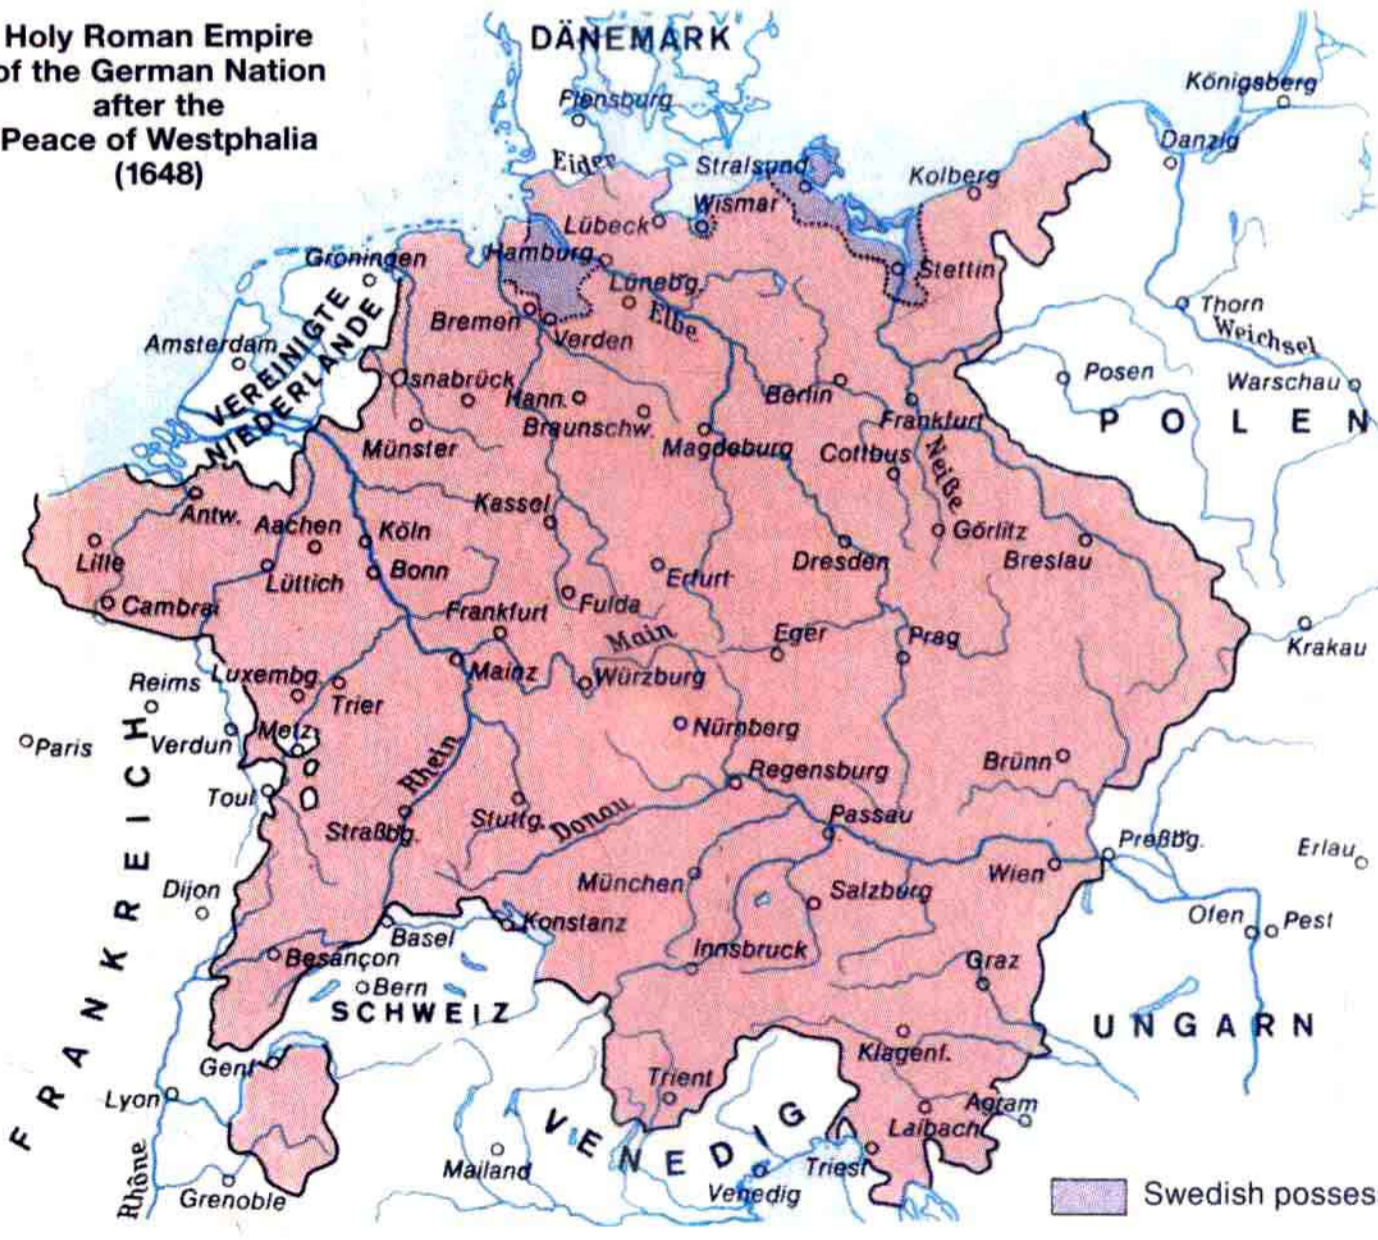 Holy Roman Empire
of the German Nation
after the
Peace of Westphalia
(1648)
DÄNEMARK
Flensburg
Eider
Königsberg
Danzig
Stralsund
Kolberg
Wismar
Lübeck
Hamburg
Groningen
Stettin
Lünebg.
Elbe
Thorn
Weichsel
Bremen
Verden
Amsterdam
VEREINIGTE
NIEDERLANDE
Osnabrück
Hann.
Berlin
Posen
Warschau
Braunschw.
Frankfurt
POLEN
Münster
Magdeburg
Cottbus
Neiße
Kassel
Antw.
Aachen
Köln
Görlitz
Lille
Lüttich
Bonn
Erfurt
Dresden
Breslau
Cambrai
Frankfurt
Fulda
Main
Eger
Prag
Krakau
Reims
Luxembg.
Trier
Mainz
Würzburg
Paris
Verdun
Metz
Nürnberg
FRANKREICH
Rhein
Regensburg
Brünn
Toul
Straßbg.
Stuttg.
Donau
Passau
Preßbg.
Erlau
Dijon
München
Salzburg
Wien
Ofen
Pest
Basel
Konstanz
Besançon
Innsbruck
Graz
Bern
SCHWEIZ
UNGARN
Genf
Klagenf.
Lyon
Trient
Agram
Laibach
VENEDIG
Mailand
Triest
Rhône
Grenoble
Venedig
Swedish posses